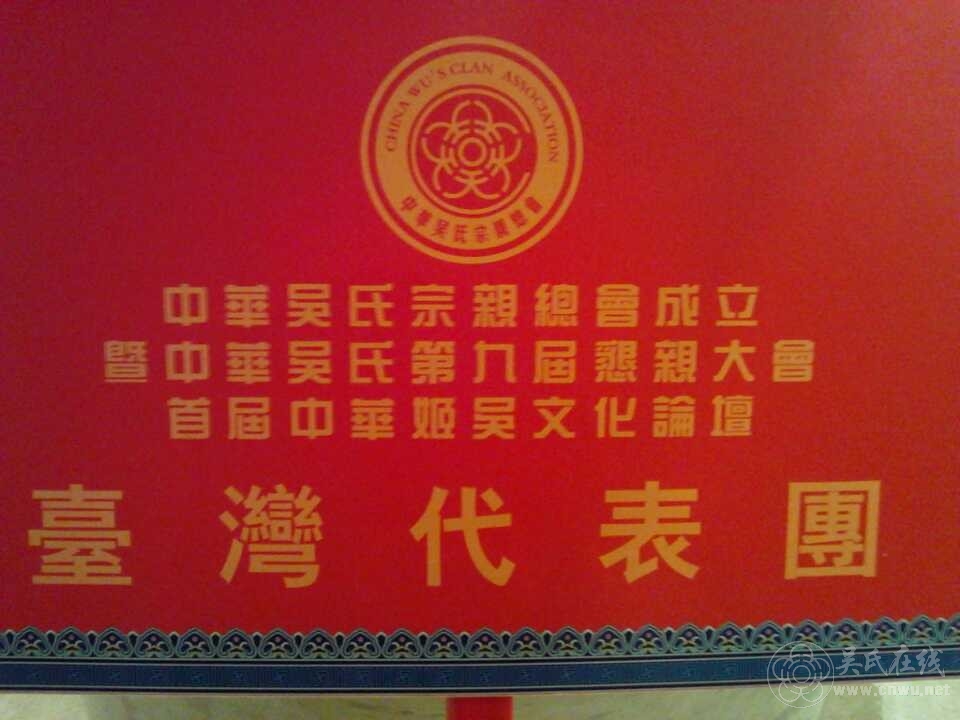 CHINA WU'S CLAN ASSOCIATION
中華吳氏宗親總會
中華吳氏宗親總會成立
暨中華吳氏第九屆懇親大會
首屆中華姬吳文化論壇
臺灣代表團
吴氏在线
www.cnwu.net